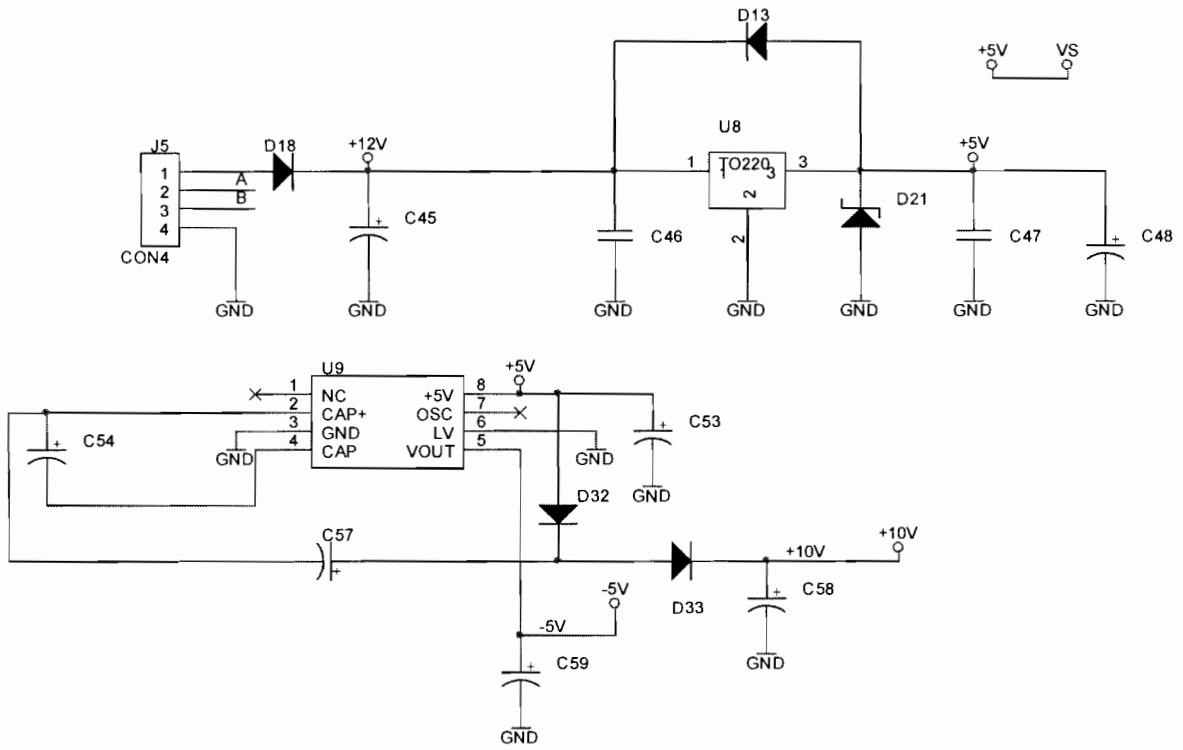 D13
+5V VS
U8
J5 D18 +12V +5V
1 1 TO220 3
1 3
2 A
3 B
4
2
2
C45 C46 D21 C47 C48
CON4
GND GND GND GND GND GND GND
U9 +5V
1 NC +5V 8
2 CAP+ OSC 7
3 GND LV 6
4 CAP VOUT 5
C54 C53
GND GND
GND
D32
C57
+10V +10V
D33 C58
-5V
-5V
GND
C59
GND